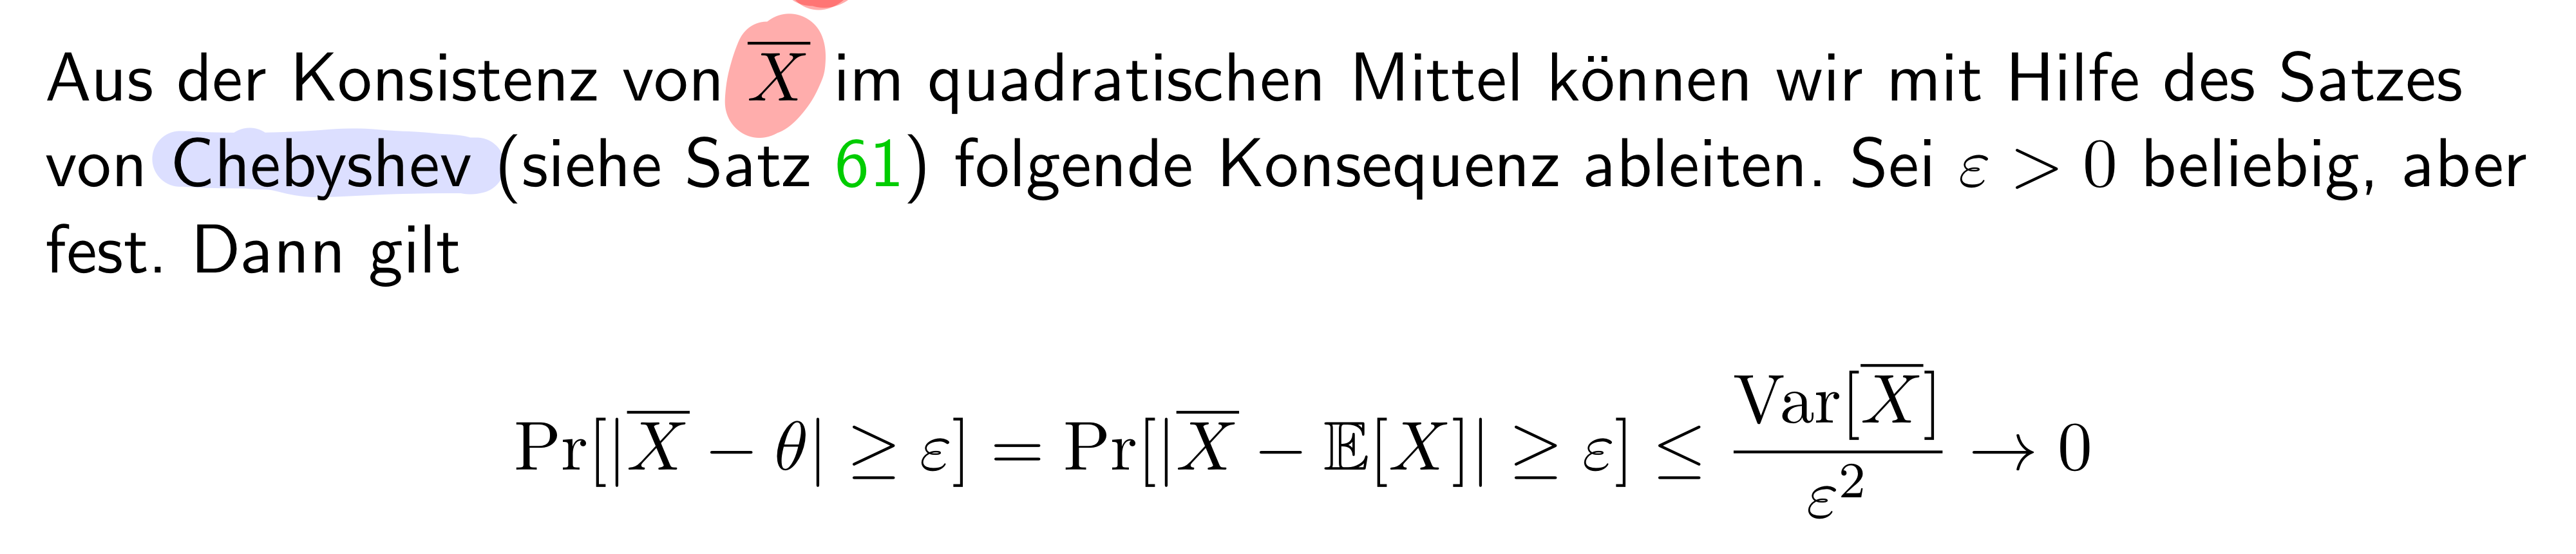 Aus der Konsistenz von X̅ im quadratischen Mittel können wir mit Hilfe des Satzes
von Chebyshev (siehe Satz 61) folgende Konsequenz ableiten. Sei ε > 0 beliebig, aber
fest. Dann gilt
Pr[|X̅ − θ| ≥ ε] = Pr[|X̅ − 𝔼[X]| ≥ ε] ≤ Var[X̅] / ε² → 0